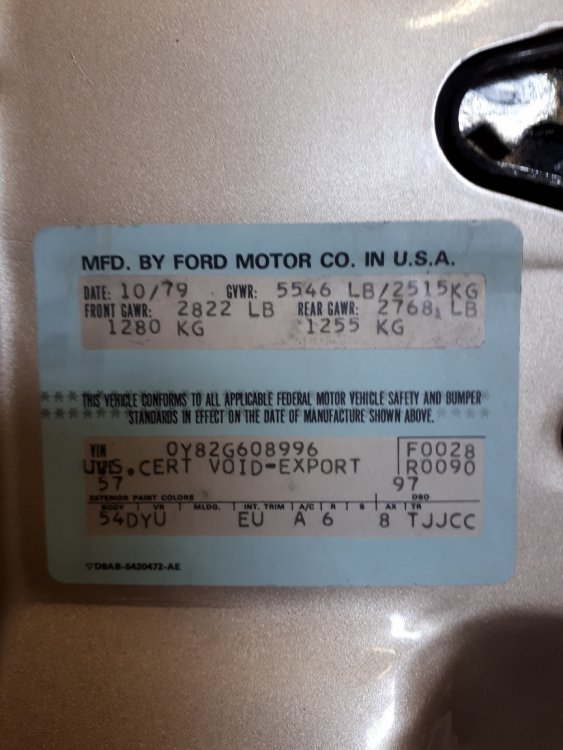 MFD. BY FORD MOTOR CO. IN U.S.A.
DATE: 10/79 GVWR: 5546 LB/2515KG
FRONT GAWR: 2822 LB REAR GAWR: 2768 LB
1280 KG 1255 KG
THIS VEHICLE CONFORMS TO ALL APPLICABLE FEDERAL MOTOR VEHICLE SAFETY AND BUMPER
STANDARDS IN EFFECT ON THE DATE OF MANUFACTURE SHOWN ABOVE.
VIN 0Y82G608996 F0028
.CERT VOID-EXPORT R0090
57 97
EXTERIOR PAINT COLORS DSO
BODY VR MLDG. INT. TRIM A/C R S AX TR
54DYU EU A 6 8 TJJCC
D9AB-5420472-AE